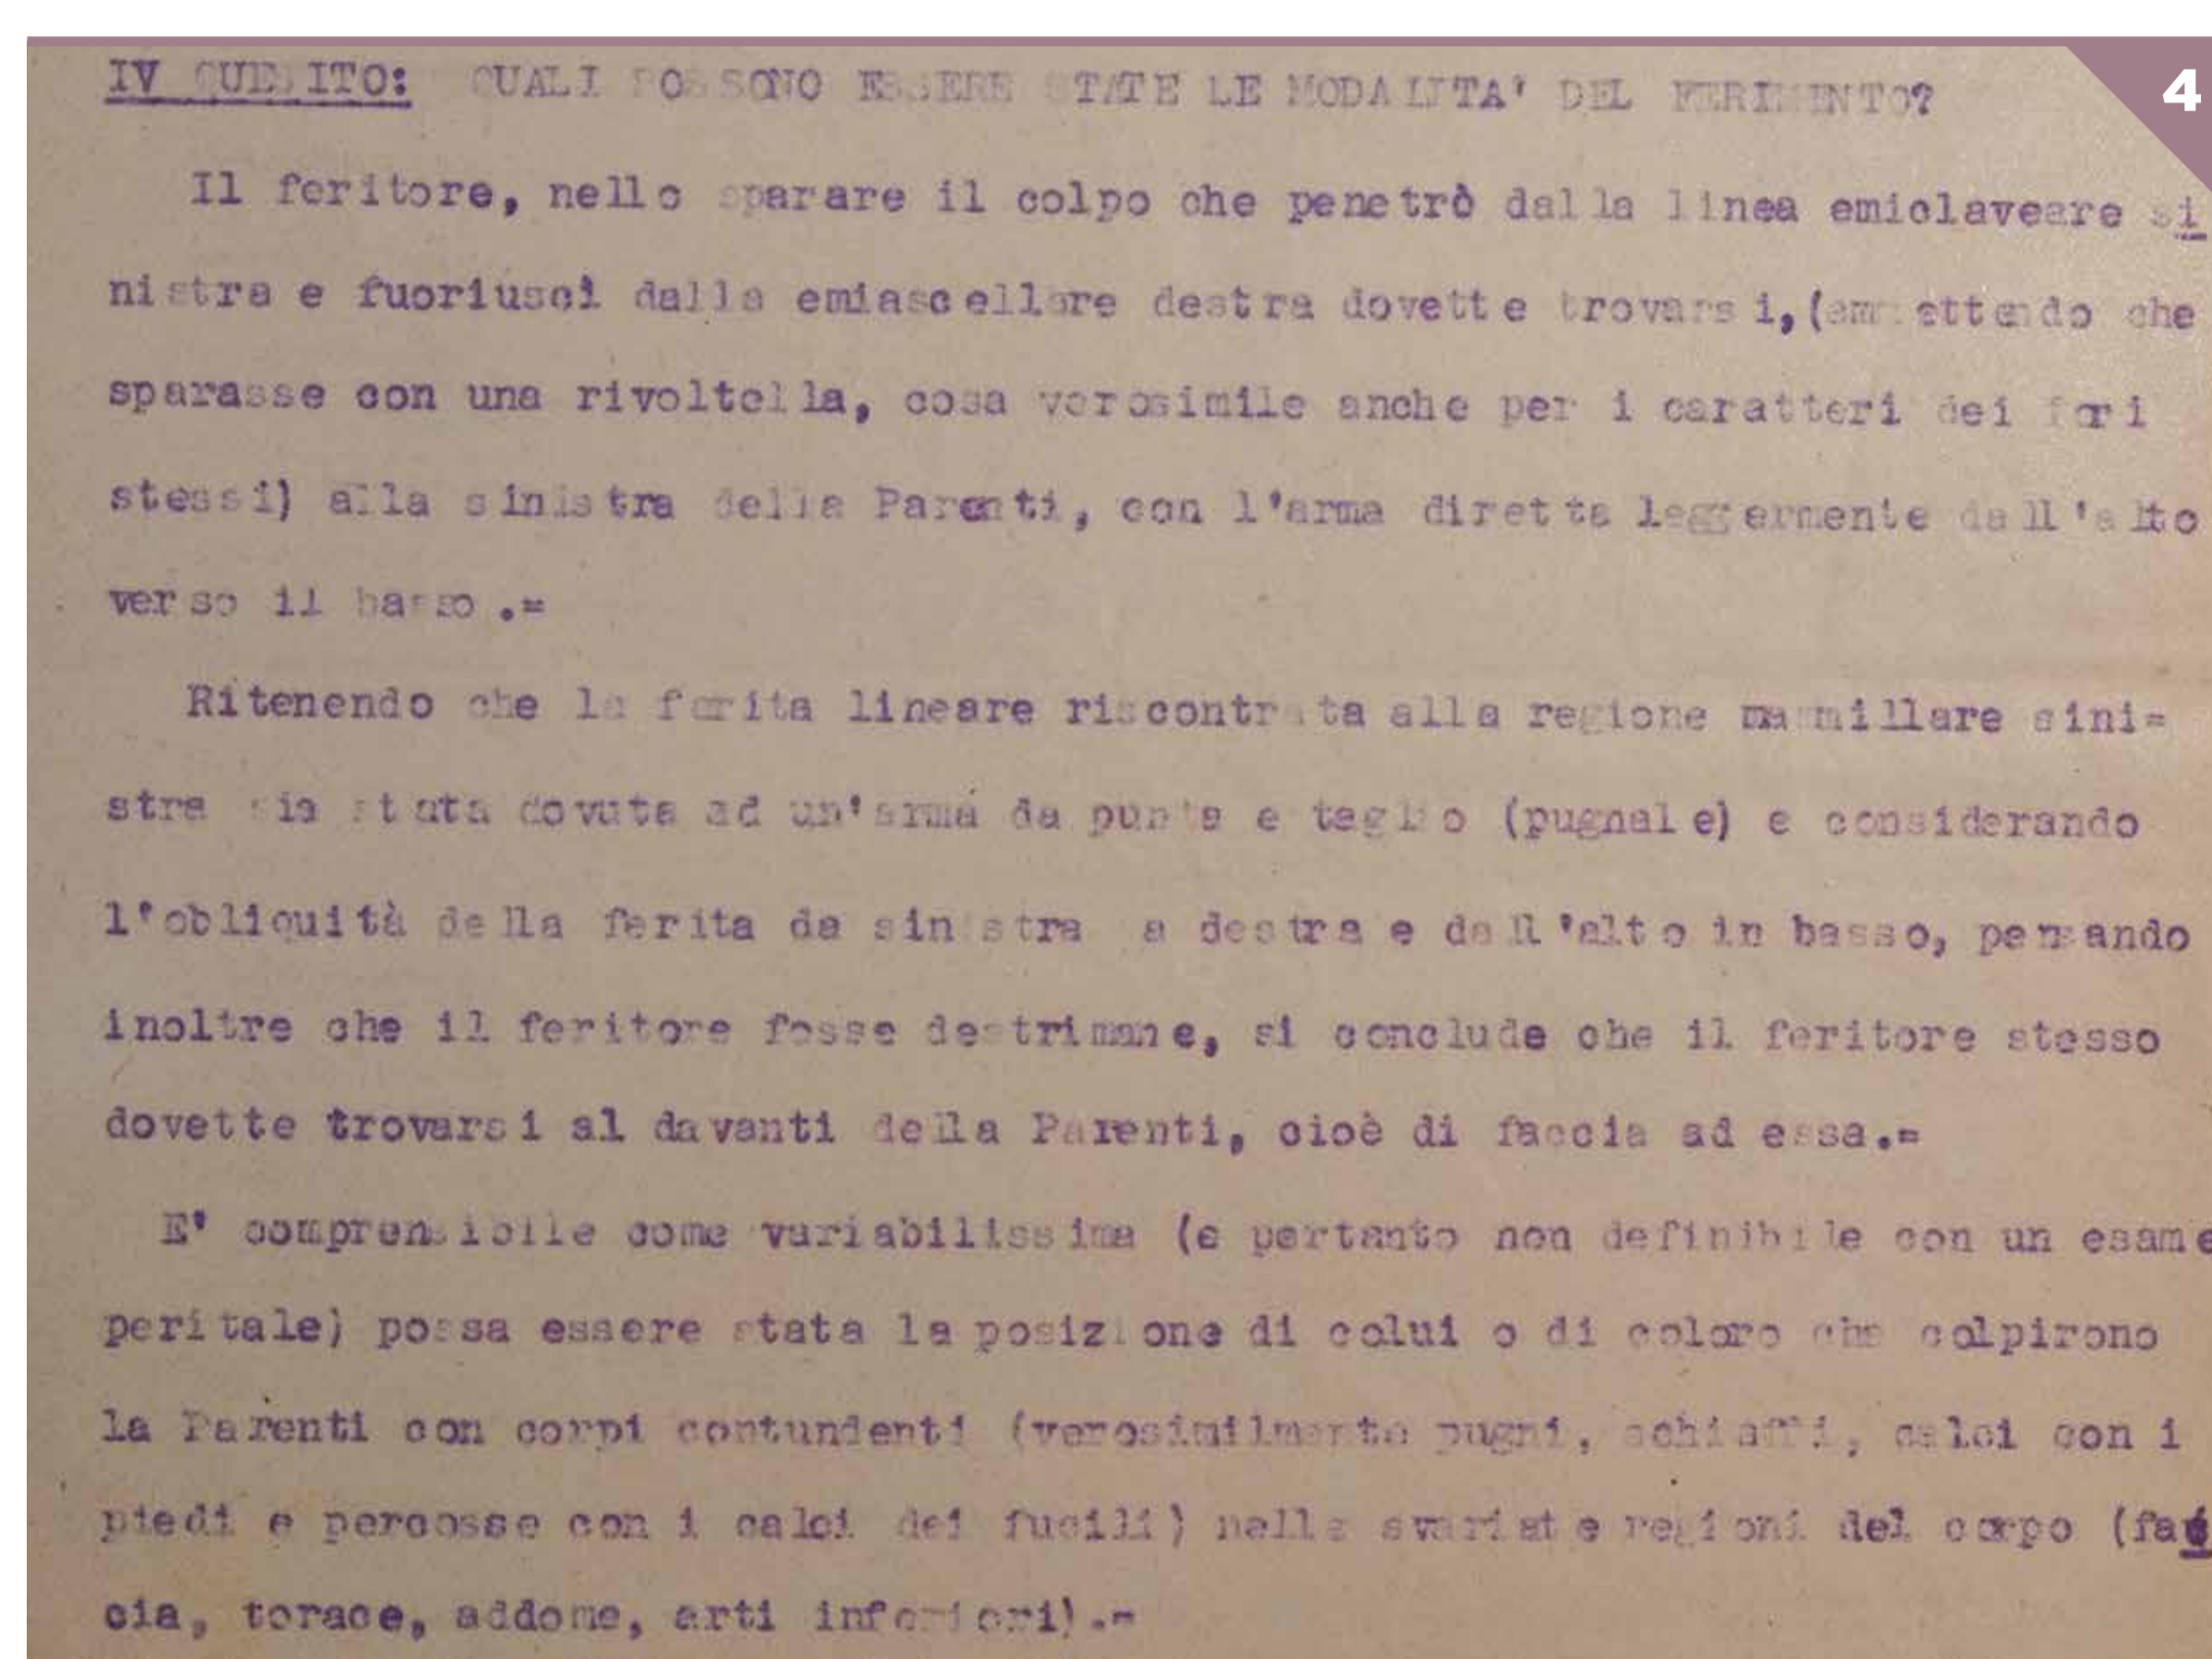 4
IV QUESITO: QUALI POSSONO ESSERE STATE LE MODALITA' DEL FERIMENTO?
Il feritore, nello sparare il colpo che penetrò dalla linea emiclaveare si
nistra e fuoriuscì dalla emiascellare destra dovette trovarsi, (ammettendo che
sparasse con una rivoltella, cosa verosimile anche per i caratteri dei fori
stessi) alla sinistra della Parenti, con l'arma diretta leggermente dall'alto
verso il basso.=
Ritenendo che la ferita lineare riscontrata alla regione mammillare sini=
stra sia stata dovuta ad un'arma da punta e taglio (pugnale) e considerando
l'obliquità della ferita da sinistra a destra e dall'alto in basso, pensando
inoltre che il feritore fosse destrimane, si conclude che il feritore stesso
dovette trovarsi al davanti della Parenti, cioè di faccia ad essa.=
E' comprensibile come variabilissima (e pertanto non definibile con un esame
peritale) possa essere stata la posizione di colui o di coloro che colpirono
la Parenti con corpi contundenti (verosimilmente pugni, schiaffi, calci con i
piedi e percosse con i calci dei fucili) nelle svariate regioni del corpo (fac
cia, torace, addome, arti inferiori).=